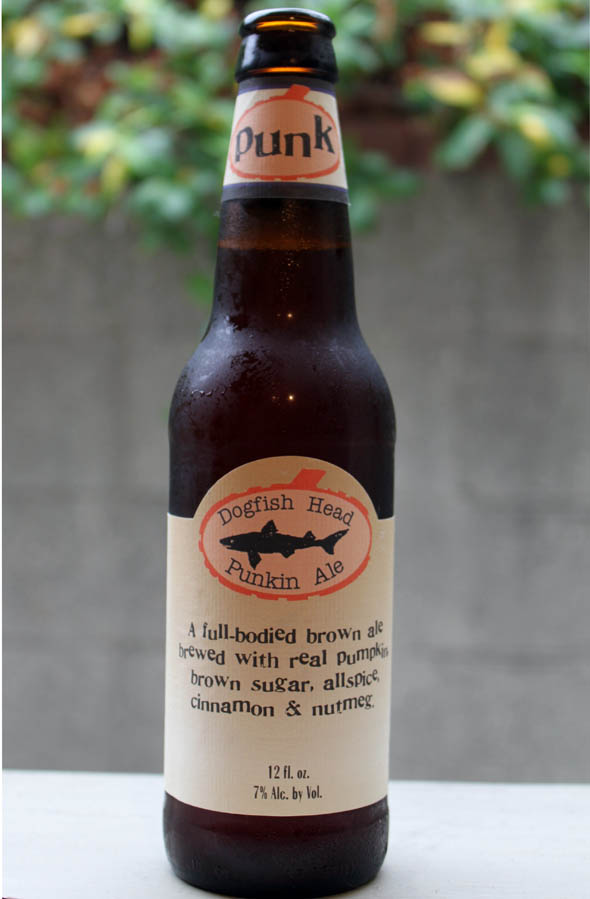 punk
Dogfish Head
Punkin Ale
A full-bodied brown ale
brewed with real pumpkin,
brown sugar, allspice,
cinnamon & nutmeg.
12 fl. oz.
7% Alc. by Vol.